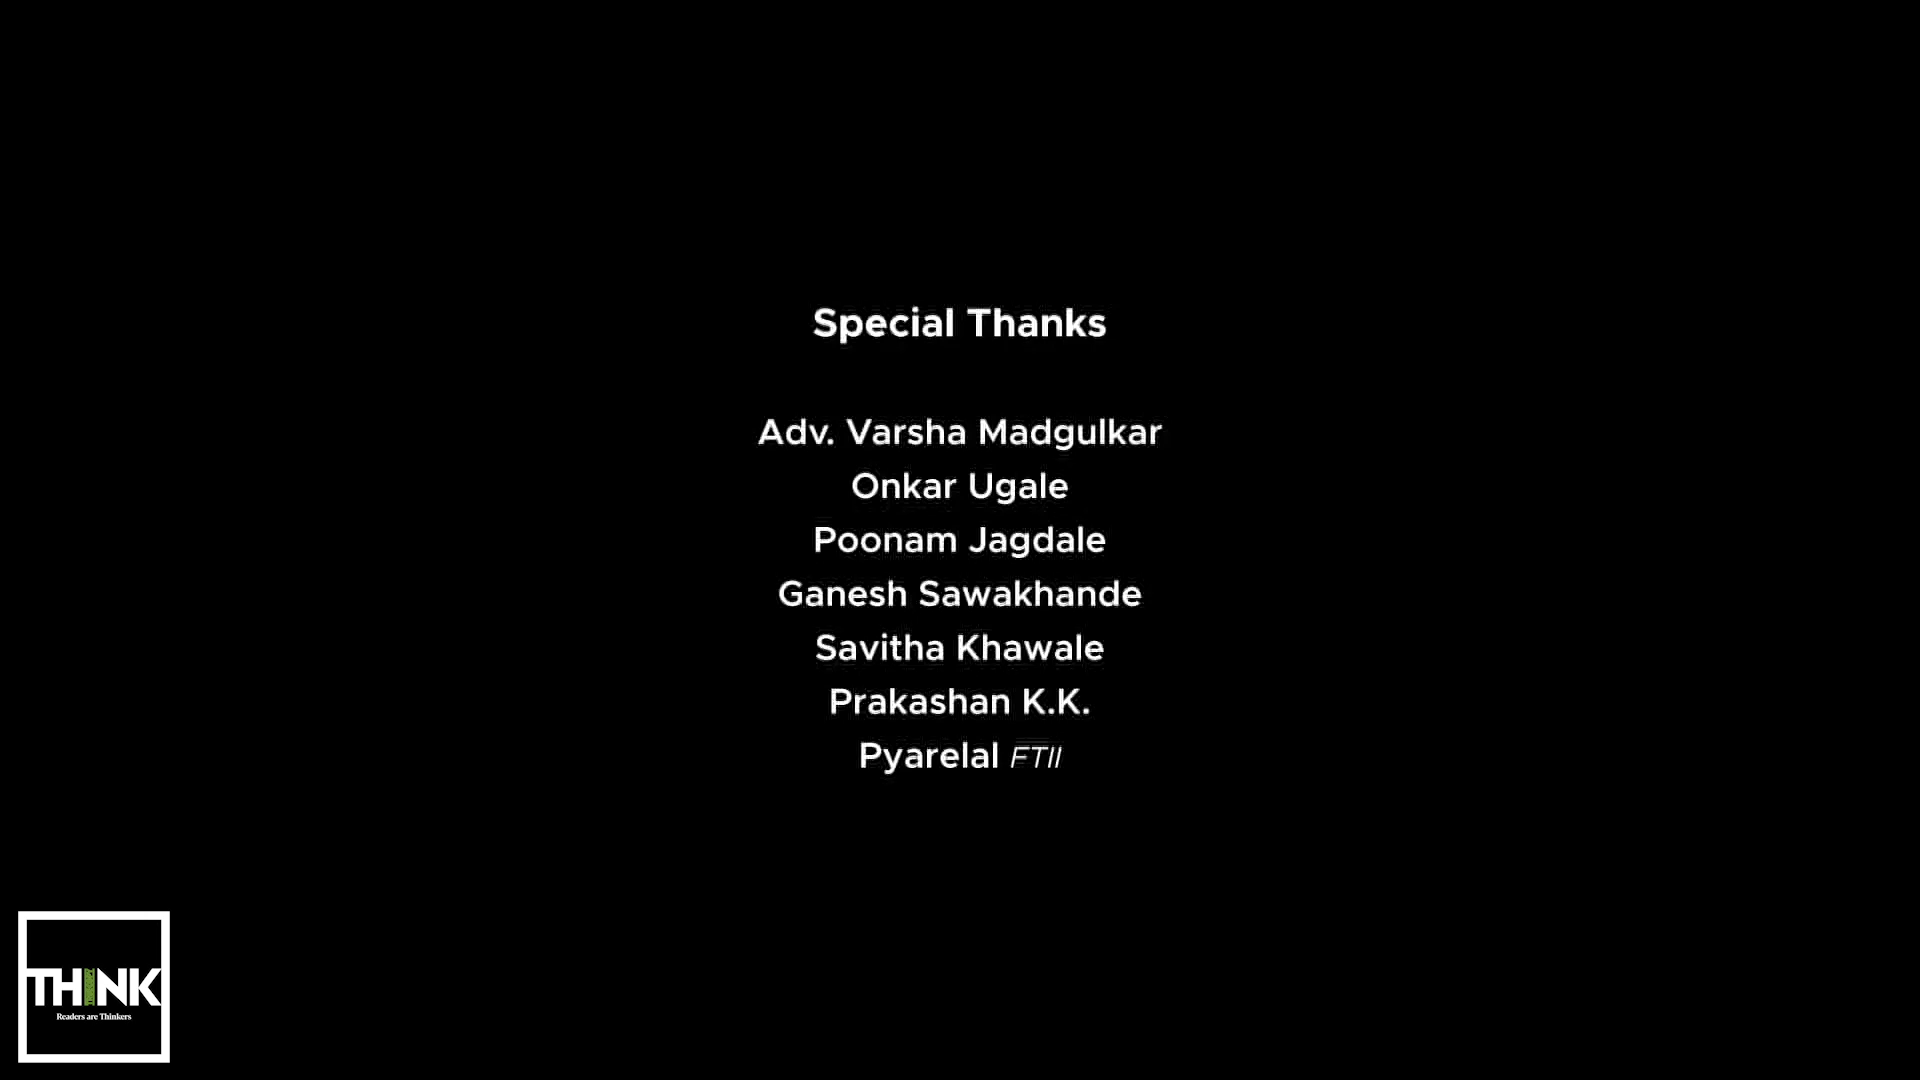 Special Thanks
Adv. Varsha Madgulkar
Onkar Ugale
Poonam Jagdale
Ganesh Sawakhande
Savitha Khawale
Prakashan K.K.
Pyarelal FTII
THINK
Readers are Thinkers